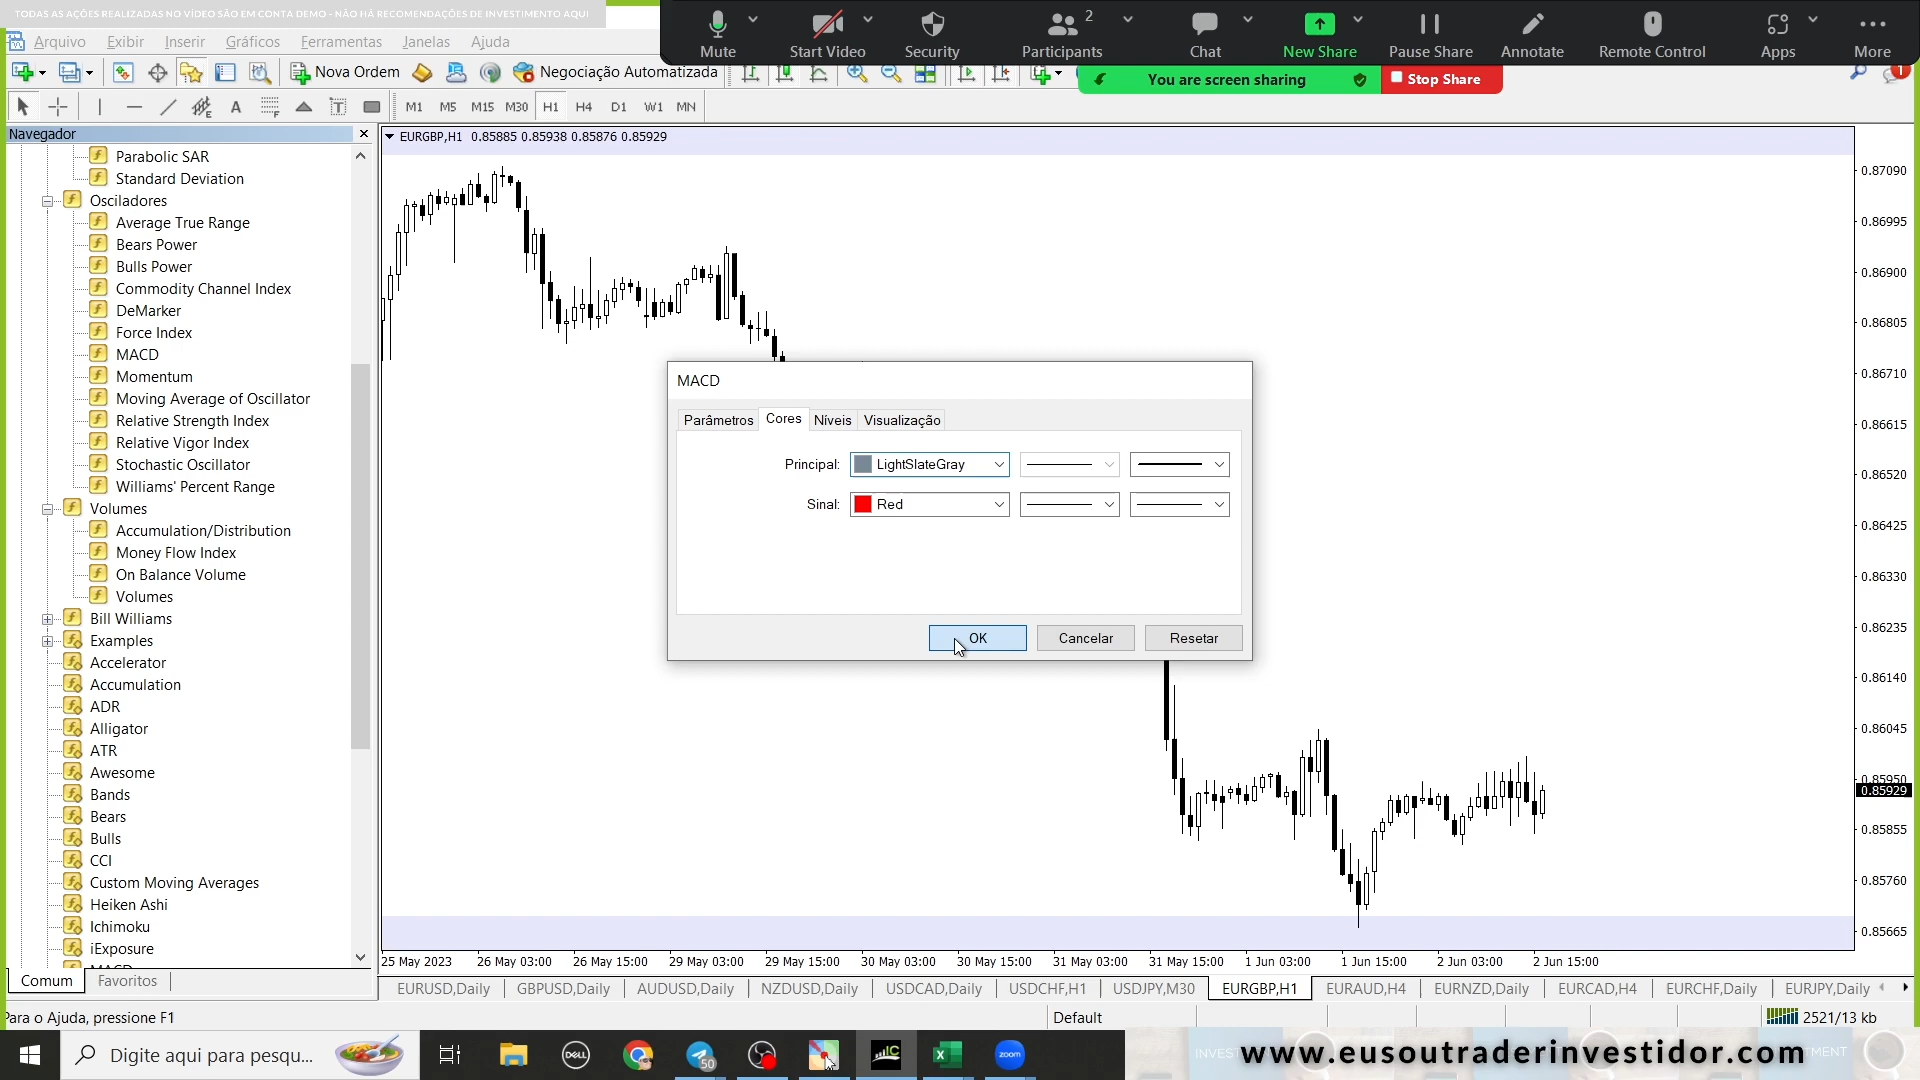 TODAS AS AÇÕES REALIZADAS NO VÍDEO SÃO EM CONTA DEMO - NÃO HÁ RECOMENDAÇÕES DE INVESTIMENTO AQUI
Mute
Start Video
Security
Participants
2
Chat
New Share
Pause Share
Annotate
Remote Control
Apps
More
You are screen sharing
Stop Share
Arquivo Exibir Inserir Gráficos Ferramentas Janelas Ajuda
Nova Ordem
Negociação Automatizada
1
A
M1 M5 M15 M30 H1 H4 D1 W1 MN
Navegador
Parabolic SAR
Standard Deviation
Osciladores
Average True Range
Bears Power
Bulls Power
Commodity Channel Index
DeMarker
Force Index
MACD
Momentum
Moving Average of Oscillator
Relative Strength Index
Relative Vigor Index
Stochastic Oscillator
Williams' Percent Range
Volumes
Accumulation/Distribution
Money Flow Index
On Balance Volume
Volumes
Bill Williams
Examples
Accelerator
Accumulation
ADR
Alligator
ATR
Awesome
Bands
Bears
Bulls
CCI
Custom Moving Averages
Heiken Ashi
Ichimoku
iExposure
MACD
Comum
Favoritos
EURGBP,H1 0.85885 0.85938 0.85876 0.85929
0.87090
0.86995
0.86900
0.86805
0.86710
0.86615
0.86520
0.86425
0.86330
0.86235
0.86140
0.86045
0.85950
0.85929
0.85855
0.85760
0.85665
MACD
Parâmetros Cores Níveis Visualização
Principal: LightSlateGray
Sinal: Red
OK
Cancelar
Resetar
25 May 2023 26 May 03:00 26 May 15:00 29 May 03:00 29 May 15:00 30 May 03:00 30 May 15:00 31 May 03:00 31 May 15:00 1 Jun 03:00 1 Jun 15:00 2 Jun 03:00 2 Jun 15:00
EURUSD,Daily GBPUSD,Daily AUDUSD,Daily NZDUSD,Daily USDCAD,Daily USDCHF,H1 USDJPY,M30 EURGBP,H1 EURAUD,H4 EURNZD,Daily EURCAD,H4 EURCHF,Daily EURJPY,Daily
Para o Ajuda, pressione F1
Default
2521/13 kb
Digite aqui para pesqu...
DELL
50
IC
zoom
www.eusoutraderinvestidor.com